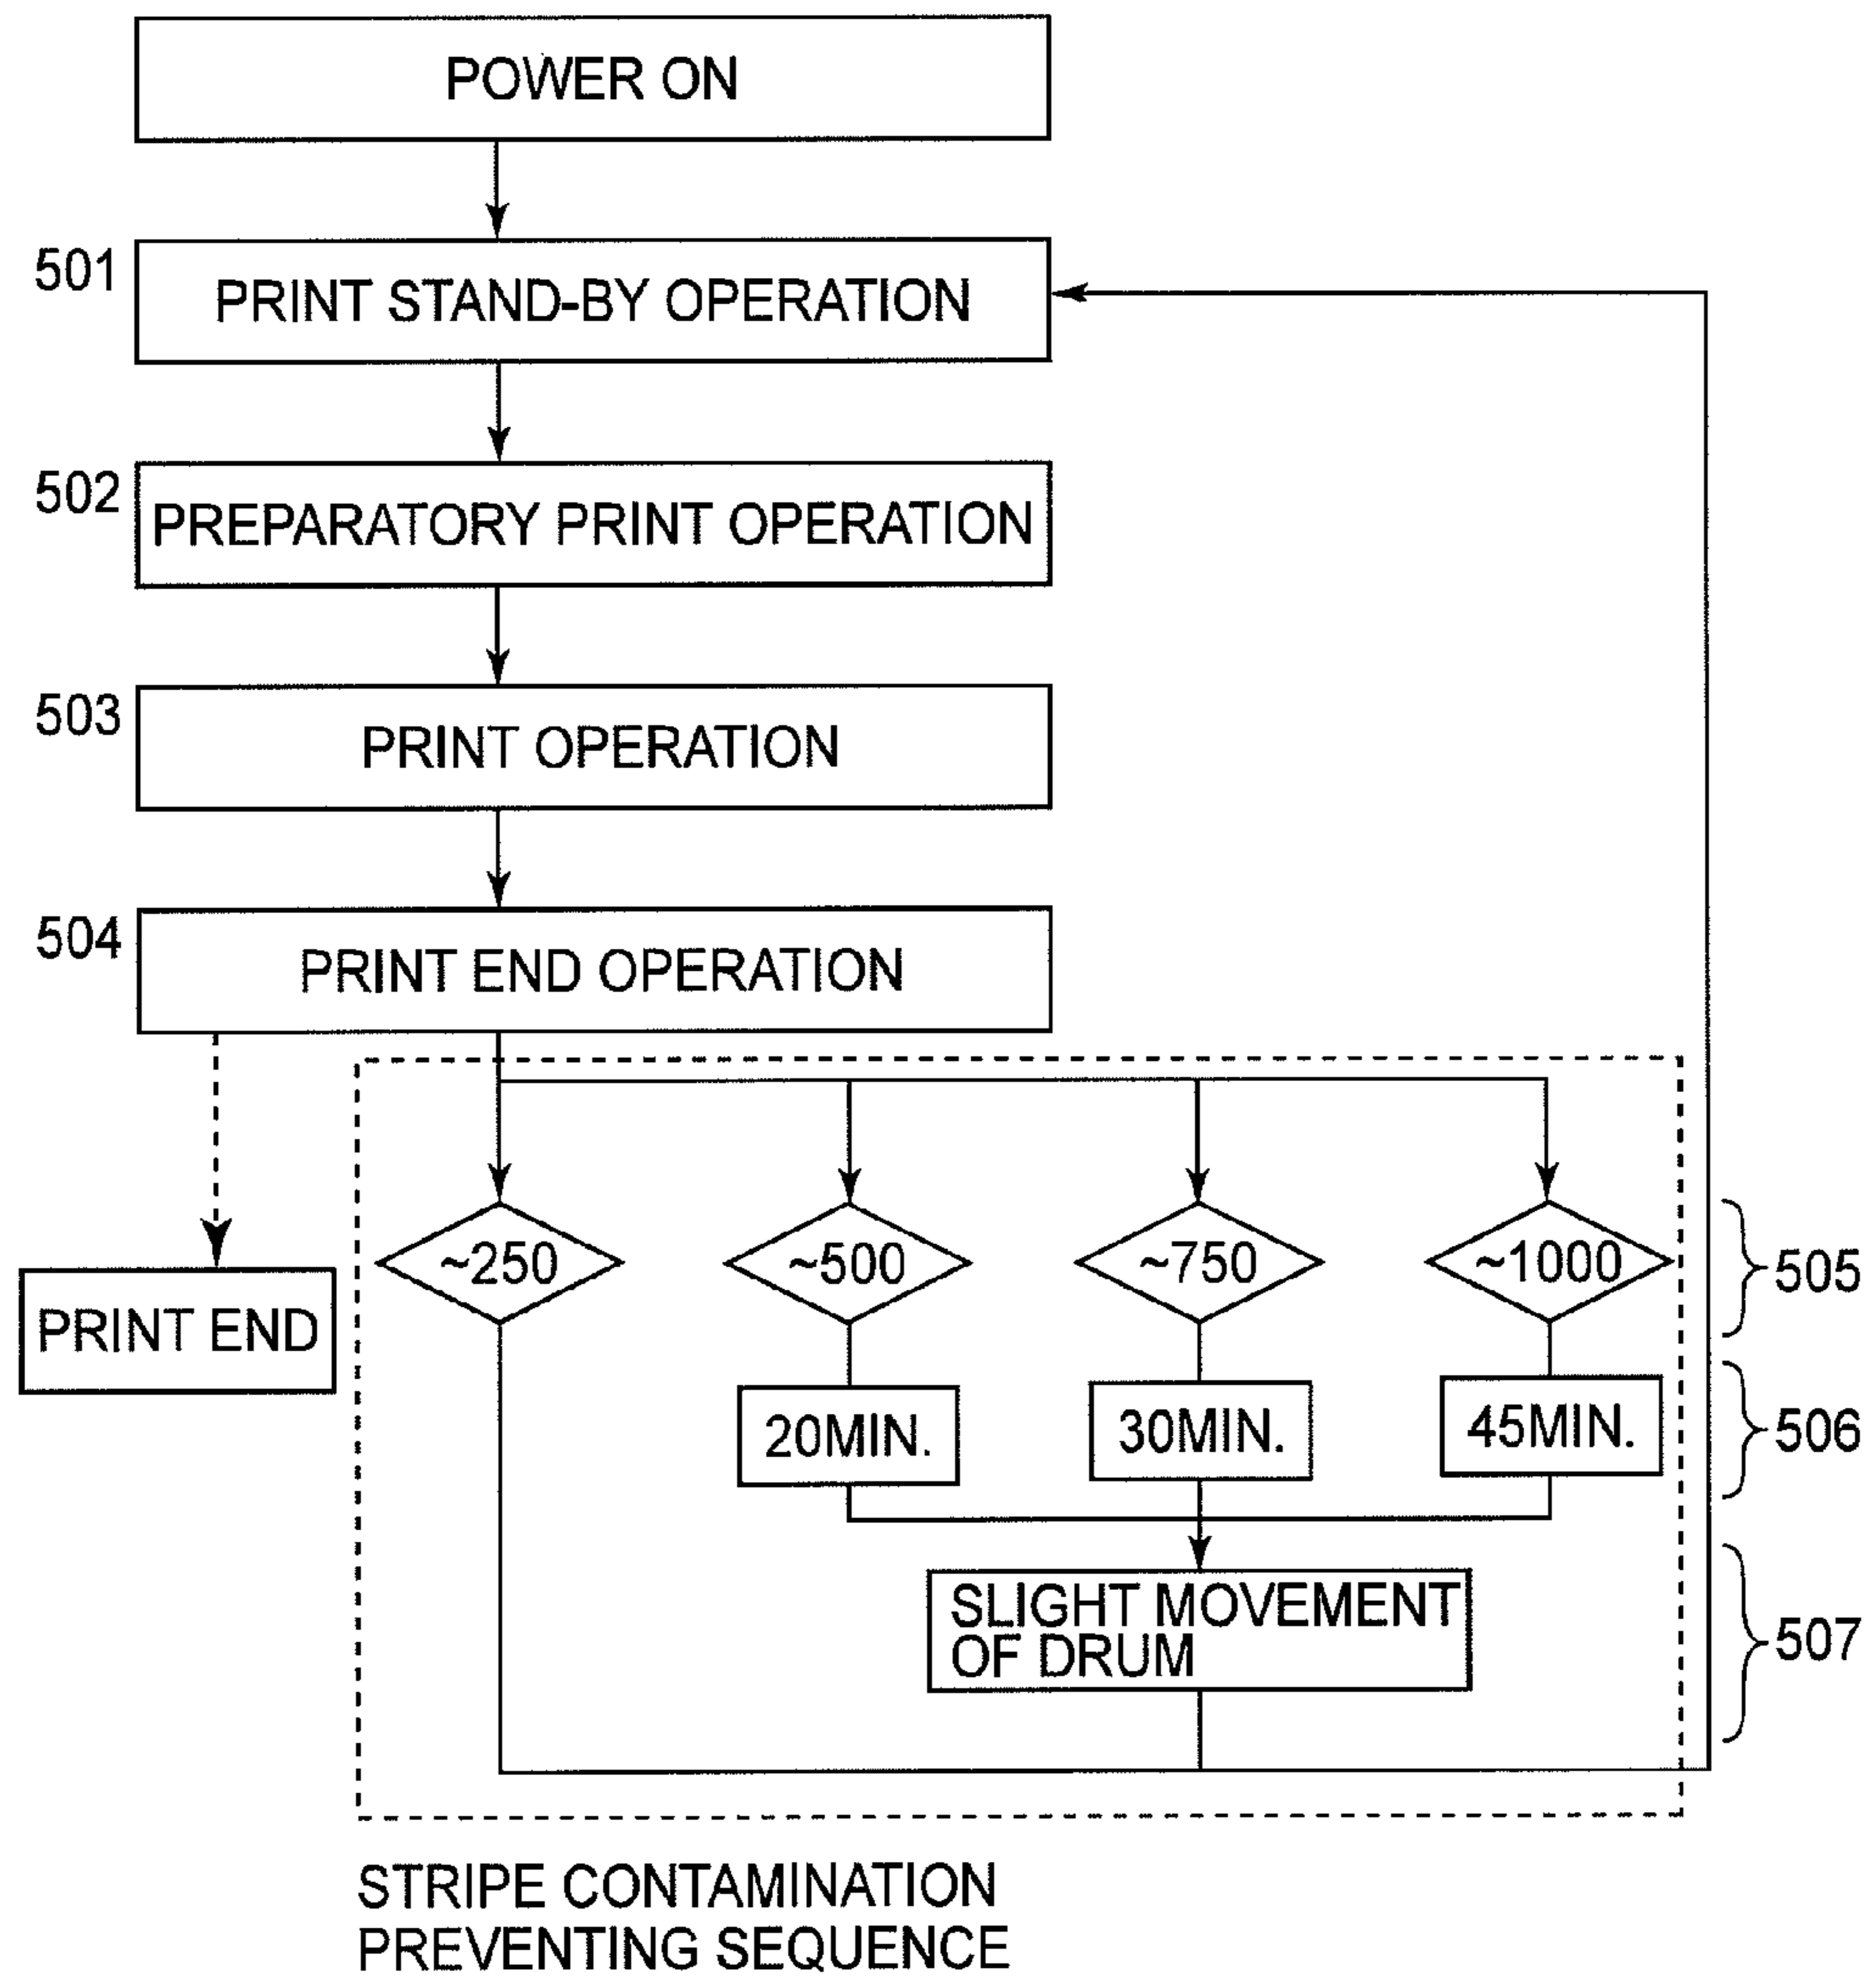 POWER ON
501
PRINT STAND-BY OPERATION
502
PREPARATORY PRINT OPERATION
503
PRINT OPERATION
504
PRINT END OPERATION
~250
~500
~750
~1000
505
PRINT END
20MIN.
30MIN.
45MIN.
506
SLIGHT MOVEMENT
OF DRUM
507
STRIPE CONTAMINATION
PREVENTING SEQUENCE